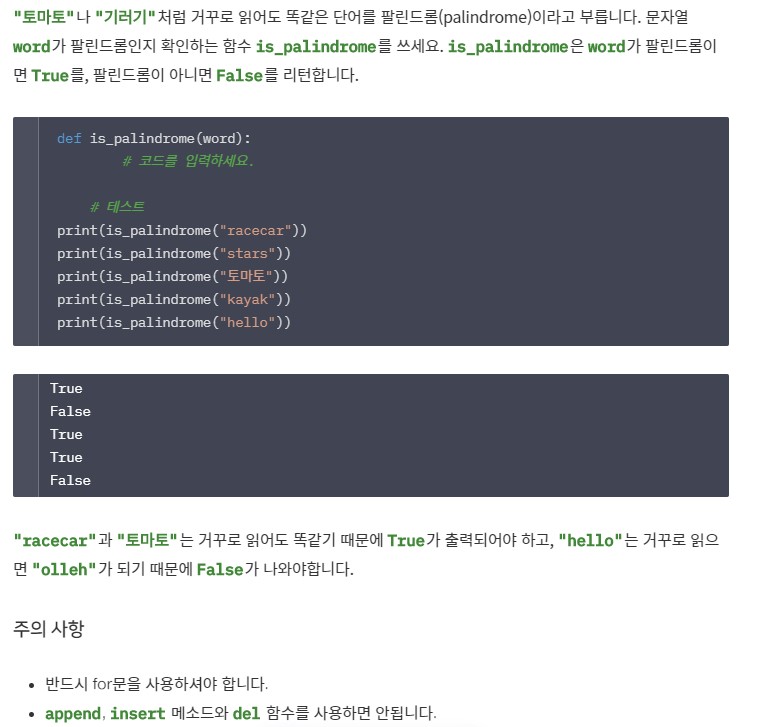 "토마토"나 "기러기"처럼 거꾸로 읽어도 똑같은 단어를 팔린드롬(palindrome)이라고 부릅니다. 문자열
word가 팔린드롬인지 확인하는 함수 is_palindrome를 쓰세요. is_palindrome은 word가 팔린드롬이
면 True를, 팔린드롬이 아니면 False를 리턴합니다.
def is_palindrome(word):
# 코드를 입력하세요.
# 테스트
print(is_palindrome("racecar"))
print(is_palindrome("stars"))
print(is_palindrome("토마토"))
print(is_palindrome("kayak"))
print(is_palindrome("hello"))
True
False
True
True
False
"racecar"과 "토마토"는 거꾸로 읽어도 똑같기 때문에 True가 출력되어야 하고, "hello"는 거꾸로 읽으
면 "olleh"가 되기 때문에 False가 나와야합니다.
주의 사항
• 반드시 for문을 사용하셔야 합니다.
• append, insert 메소드와 del 함수를 사용하면 안됩니다.